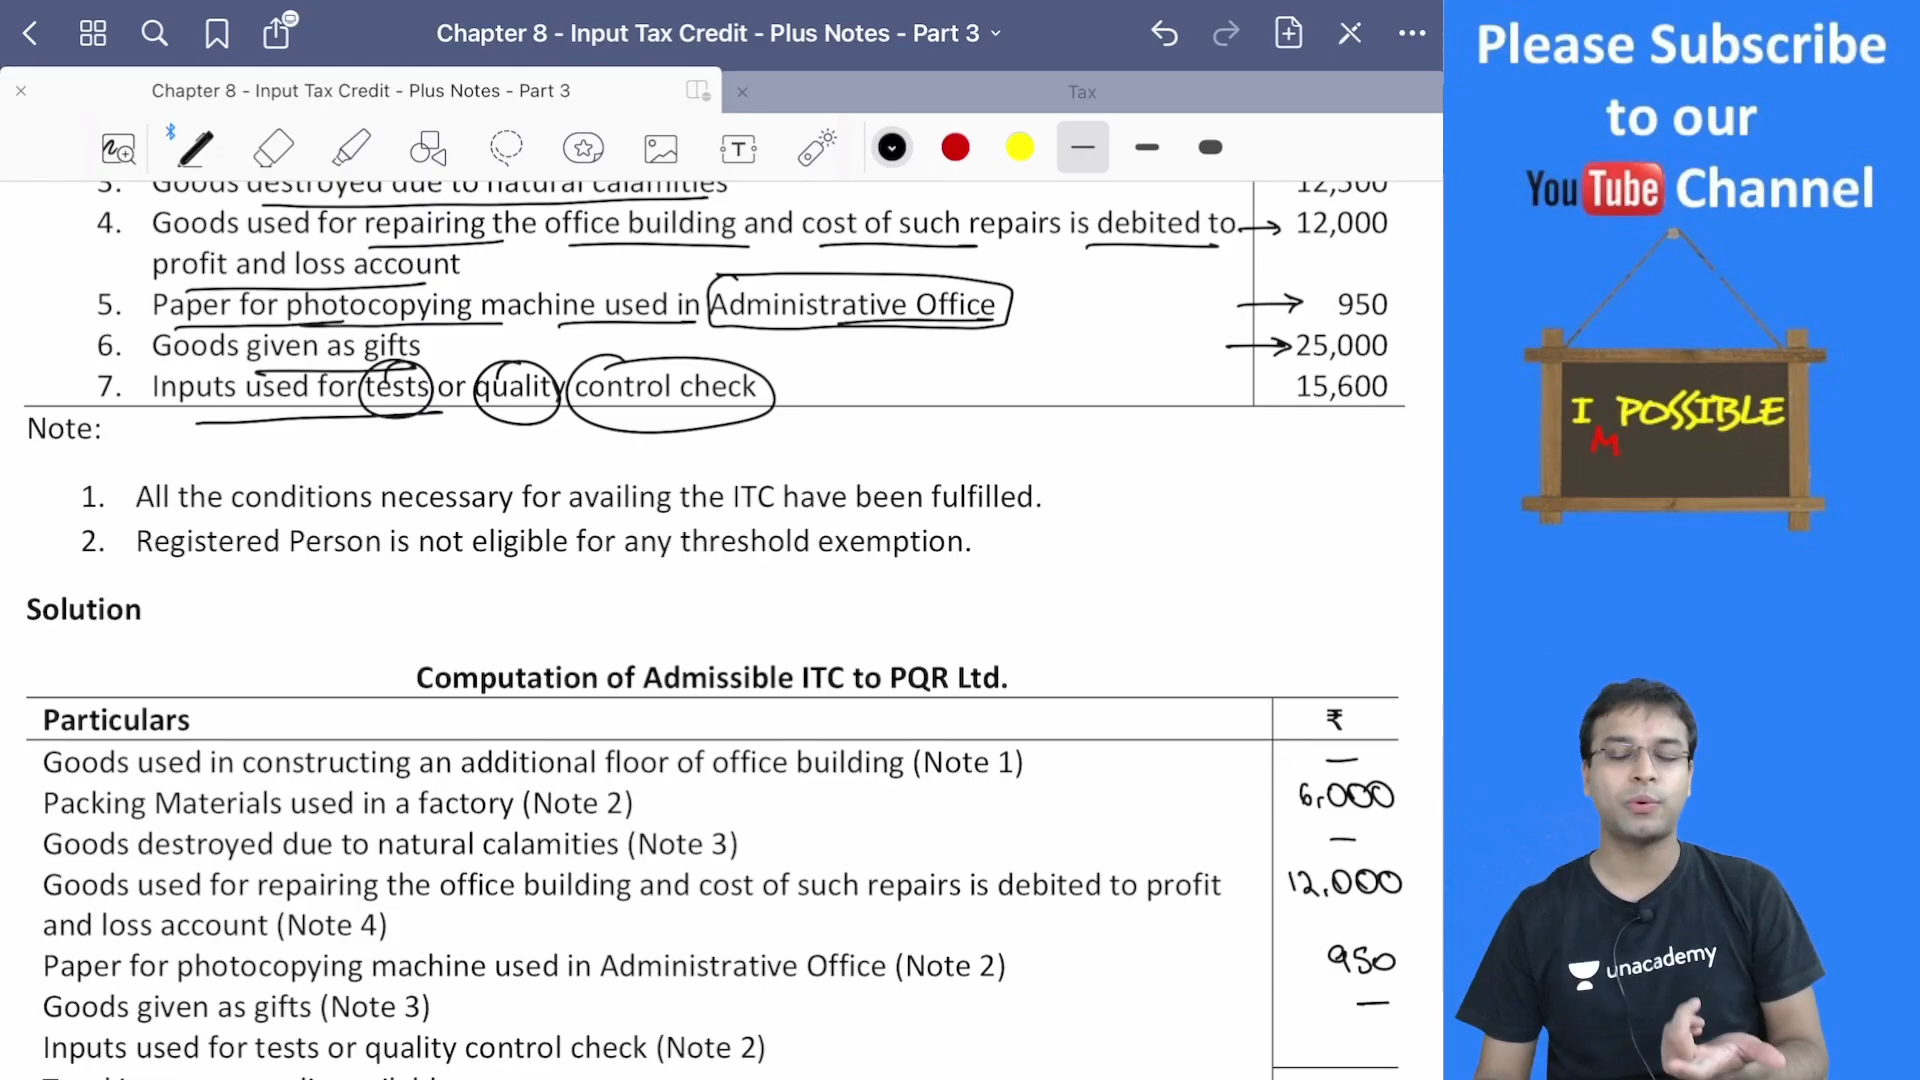 Chapter 8 - Input Tax Credit - Plus Notes - Part 3
Chapter 8 - Input Tax Credit - Plus Notes - Part 3
Tax
3. Goods destroyed due to natural calamities 12,500
4. Goods used for repairing the office building and cost of such repairs is debited to 12,000
profit and loss account
5. Paper for photocopying machine used in Administrative Office 950
6. Goods given as gifts 25,000
7. Inputs used for tests or quality control check 15,600
Note:
1. All the conditions necessary for availing the ITC have been fulfilled.
2. Registered Person is not eligible for any threshold exemption.
Solution
Computation of Admissible ITC to PQR Ltd.
Particulars ₹
Goods used in constructing an additional floor of office building (Note 1) —
Packing Materials used in a factory (Note 2) 6,000
Goods destroyed due to natural calamities (Note 3) —
Goods used for repairing the office building and cost of such repairs is debited to profit 12,000
and loss account (Note 4)
Paper for photocopying machine used in Administrative Office (Note 2) 950
Goods given as gifts (Note 3) —
Inputs used for tests or quality control check (Note 2)
Please Subscribe
to our
YouTube Channel
I POSSIBLE
M
unacademy